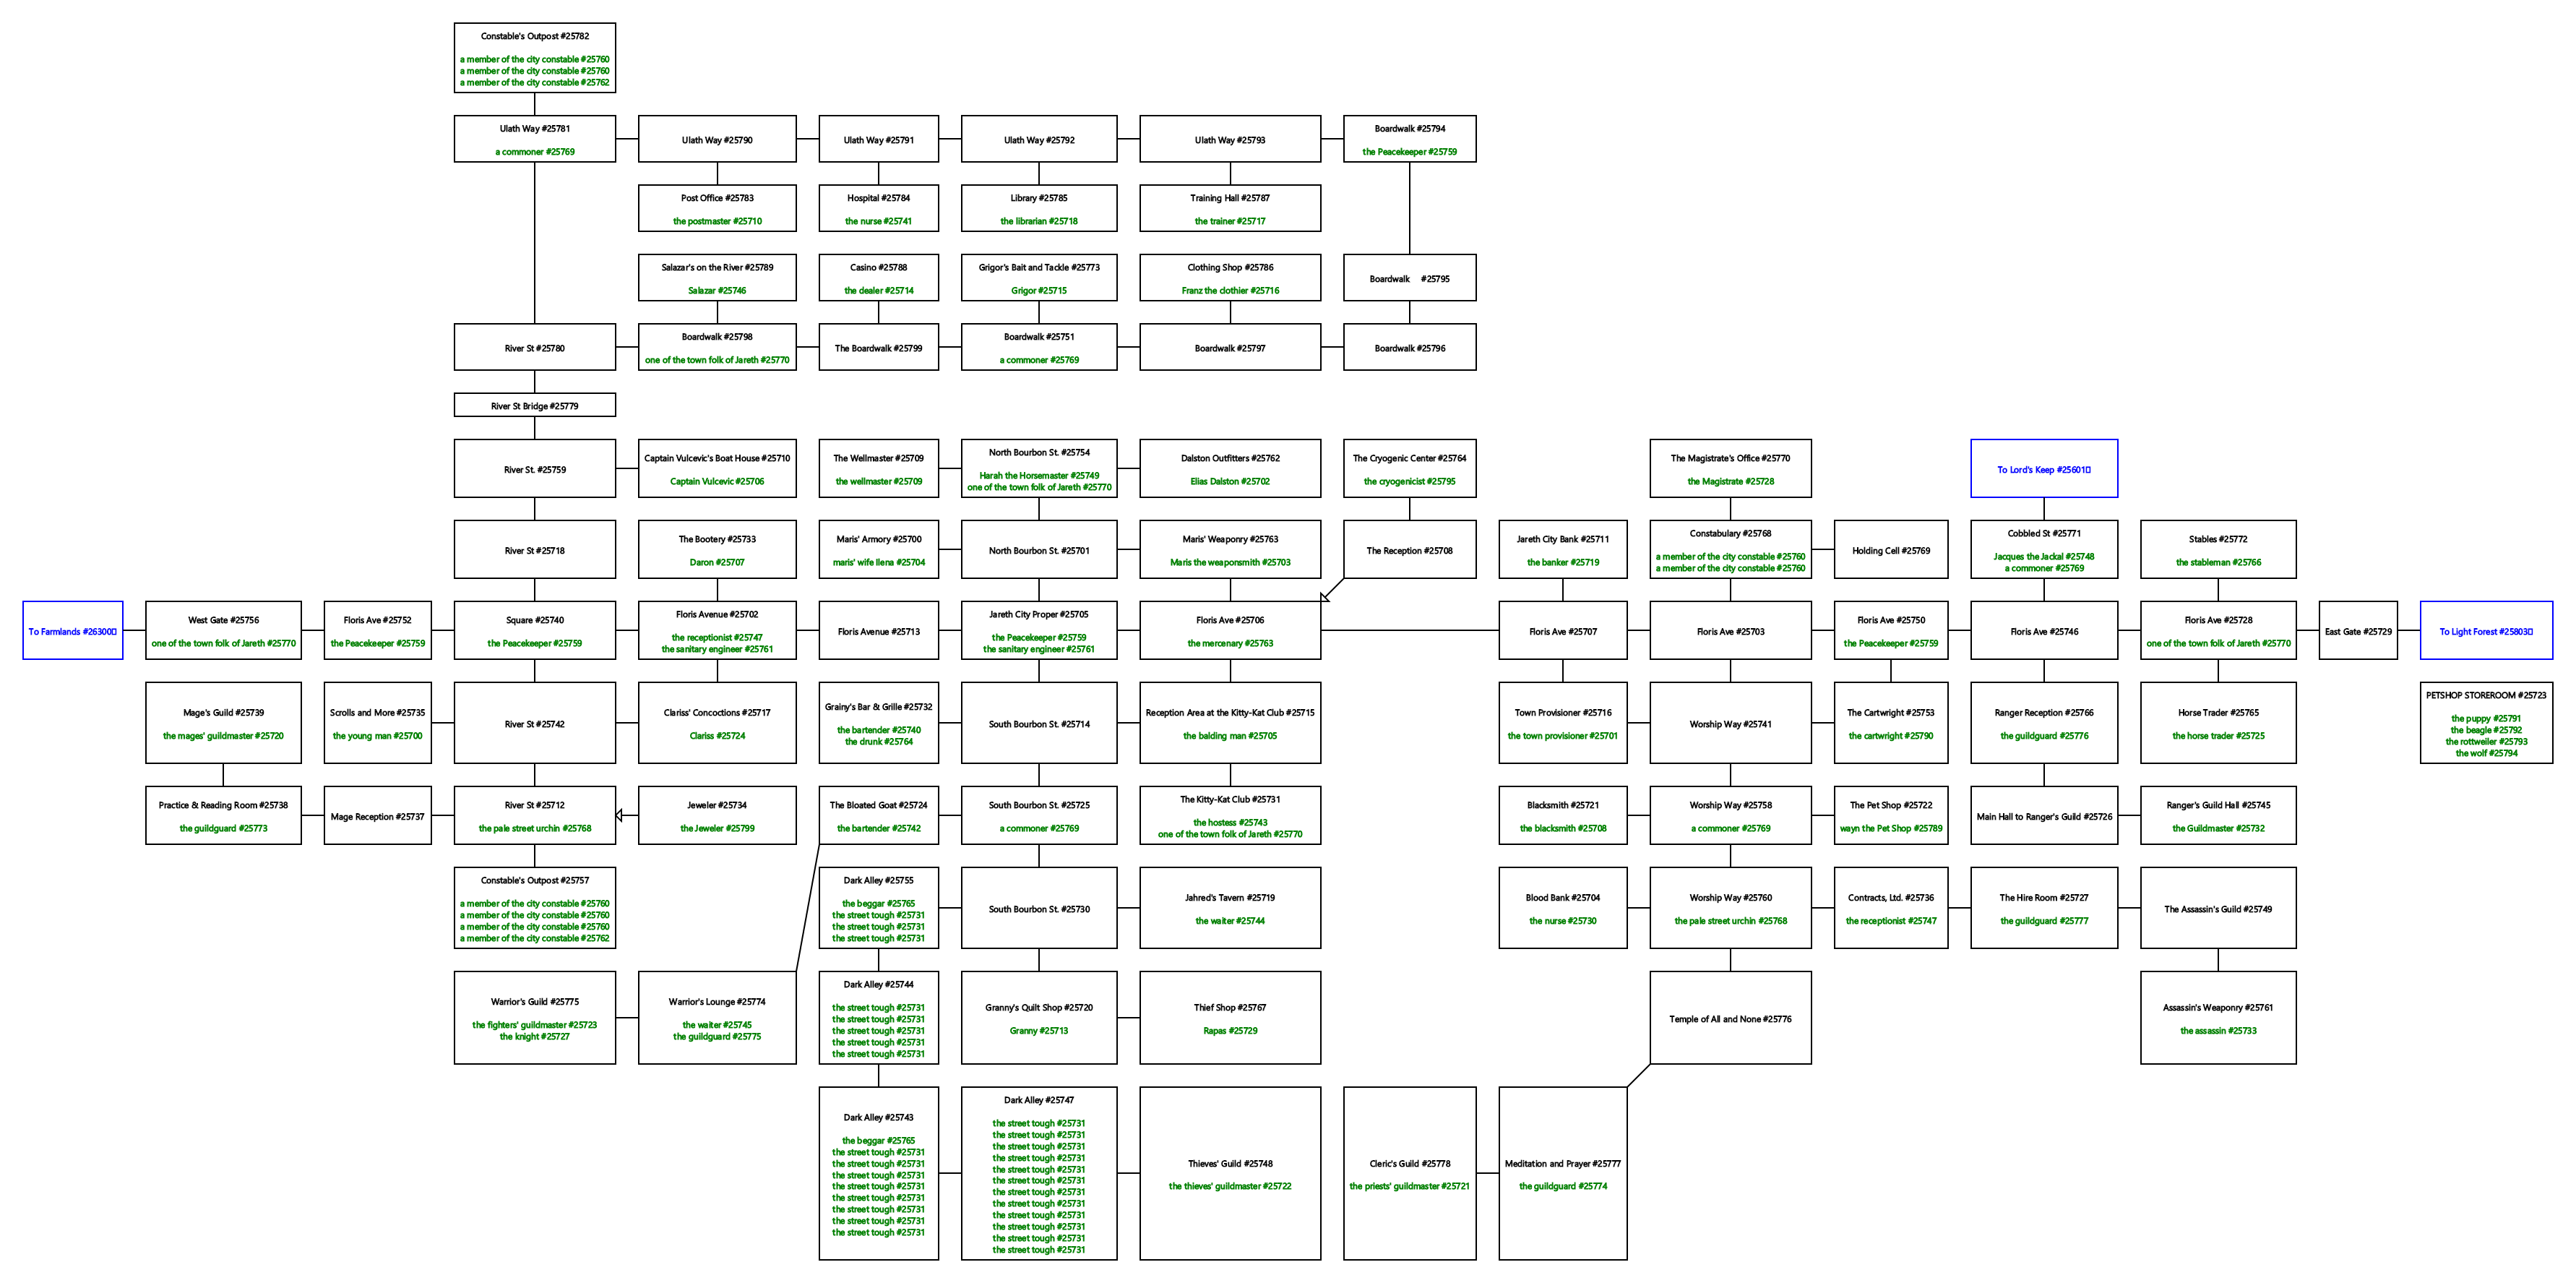 Constable's Outpost #25782
a member of the city constable #25760
a member of the city constable #25760
a member of the city constable #25762
Ulath Way #25781
a commoner #25769
Ulath Way #25790
Ulath Way #25791
Ulath Way #25792
Ulath Way #25793
Boardwalk #25794
the Peacekeeper #25759
Post Office #25783
the postmaster #25710
Hospital #25784
the nurse #25741
Library #25785
the librarian #25718
Training Hall #25787
the trainer #25717
Salazar's on the River #25789
Salazar #25746
Casino #25788
the dealer #25714
Grigor's Bait and Tackle #25773
Grigor #25715
Clothing Shop #25786
Franz the clothier #25716
Boardwalk #25795
River St #25780
Boardwalk #25798
one of the town folk of Jareth #25770
The Boardwalk #25799
Boardwalk #25751
a commoner #25769
Boardwalk #25797
Boardwalk #25796
River St Bridge #25779
River St. #25759
Captain Vulcevic's Boat House #25710
Captain Vulcevic #25706
The Wellmaster #25709
the wellmaster #25709
North Bourbon St. #25754
Harah the Horsemaster #25749
one of the town folk of Jareth #25770
Dalston Outfitters #25762
Elias Dalston #25702
The Cryogenic Center #25764
the cryogenicist #25795
The Magistrate's Office #25770
the Magistrate #25728
To Lord's Keep #25601
River St #25718
The Bootery #25733
Daron #25707
Maris' Armory #25700
maris' wife Ilena #25704
North Bourbon St. #25701
Maris' Weaponry #25763
Maris the weaponsmith #25703
The Reception #25708
Jareth City Bank #25711
the banker #25719
Constabulary #25768
a member of the city constable #25760
a member of the city constable #25760
Holding Cell #25769
Cobbled St #25771
Jacques the Jackal #25748
a commoner #25769
Stables #25772
the stableman #25766
To Farmlands #26300
West Gate #25756
one of the town folk of Jareth #25770
Floris Ave #25752
the Peacekeeper #25759
Square #25740
the Peacekeeper #25759
Floris Avenue #25702
the receptionist #25747
the sanitary engineer #25761
Floris Avenue #25713
Jareth City Proper #25705
the Peacekeeper #25759
the sanitary engineer #25761
Floris Ave #25706
the mercenary #25763
Floris Ave #25707
Floris Ave #25703
Floris Ave #25750
the Peacekeeper #25759
Floris Ave #25746
Floris Ave #25728
one of the town folk of Jareth #25770
East Gate #25729
To Light Forest #25803
Mage's Guild #25739
the mages' guildmaster #25720
Scrolls and More #25735
the young man #25700
River St #25742
Clariss' Concoctions #25717
Clariss #25724
Grainy's Bar & Grille #25732
the bartender #25740
the drunk #25764
South Bourbon St. #25714
Reception Area at the Kitty-Kat Club #25715
the balding man #25705
Town Provisioner #25716
the town provisioner #25701
Worship Way #25741
The Cartwright #25753
the cartwright #25790
Ranger Reception #25766
the guildguard #25776
Horse Trader #25765
the horse trader #25725
PETSHOP STOREROOM #25723
the puppy #25791
the beagle #25792
the rottweiler #25793
the wolf #25794
Practice & Reading Room #25738
the guildguard #25773
Mage Reception #25737
River St #25712
the pale street urchin #25768
Jeweler #25734
the Jeweler #25799
The Bloated Goat #25724
the bartender #25742
South Bourbon St. #25725
a commoner #25769
The Kitty-Kat Club #25731
the hostess #25743
one of the town folk of Jareth #25770
Blacksmith #25721
the blacksmith #25708
Worship Way #25758
a commoner #25769
The Pet Shop #25722
wayn the Pet Shop #25789
Main Hall to Ranger's Guild #25726
Ranger's Guild Hall #25745
the Guildmaster #25732
Constable's Outpost #25757
a member of the city constable #25760
a member of the city constable #25760
a member of the city constable #25760
a member of the city constable #25762
Dark Alley #25755
the beggar #25765
the street tough #25731
the street tough #25731
the street tough #25731
South Bourbon St. #25730
Jahred's Tavern #25719
the waiter #25744
Blood Bank #25704
the nurse #25730
Worship Way #25760
the pale street urchin #25768
Contracts, Ltd. #25736
the receptionist #25747
The Hire Room #25727
the guildguard #25777
The Assassin's Guild #25749
Warrior's Guild #25775
the fighters' guildmaster #25723
the knight #25727
Warrior's Lounge #25774
the waiter #25745
the guildguard #25775
Dark Alley #25744
the street tough #25731
the street tough #25731
the street tough #25731
the street tough #25731
the street tough #25731
Granny's Quilt Shop #25720
Granny #25713
Thief Shop #25767
Rapas #25729
Temple of All and None #25776
Assassin's Weaponry #25761
the assassin #25733
Dark Alley #25743
the beggar #25765
the street tough #25731
the street tough #25731
the street tough #25731
the street tough #25731
the street tough #25731
the street tough #25731
the street tough #25731
the street tough #25731
Dark Alley #25747
the street tough #25731
the street tough #25731
the street tough #25731
the street tough #25731
the street tough #25731
the street tough #25731
the street tough #25731
the street tough #25731
the street tough #25731
the street tough #25731
the street tough #25731
the street tough #25731
Thieves' Guild #25748
the thieves' guildmaster #25722
Cleric's Guild #25778
the priests' guildmaster #25721
Meditation and Prayer #25777
the guildguard #25774